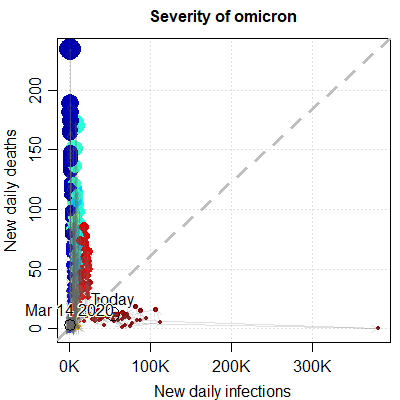 Severity of omicron
New daily deaths
200
150
100
50
0
Today
Mar 14 2020
0K 100K 200K 300K
New daily infections